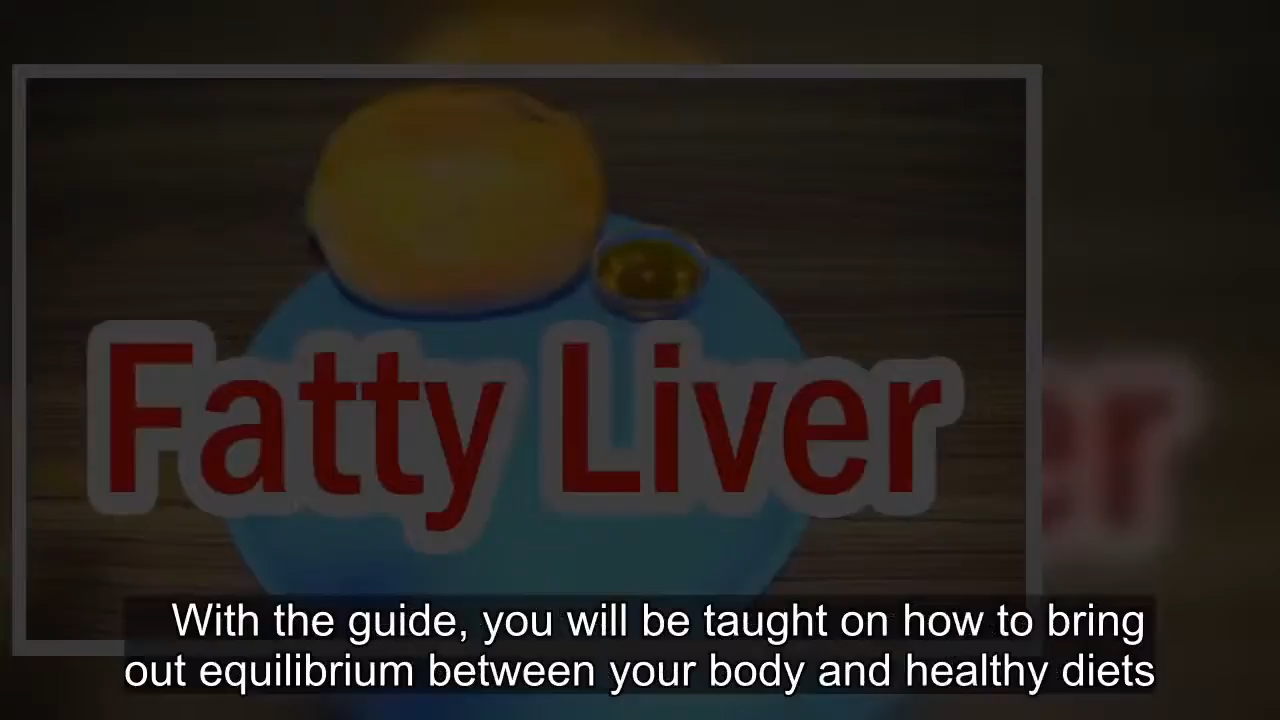 Fatty Liver
er
With the guide, you will be taught on how to bring
out equilibrium between your body and healthy diets